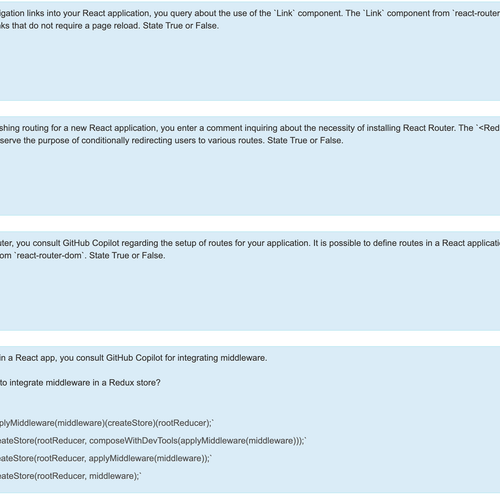 igation links into your React application, you query about the use of the `Link` component. The `Link` component from `react-router
ks that do not require a page reload. State True or False.
shing routing for a new React application, you enter a comment inquiring about the necessity of installing React Router. The `<Red
serve the purpose of conditionally redirecting users to various routes. State True or False.
uter, you consult GitHub Copilot regarding the setup of routes for your application. It is possible to define routes in a React applicati
om `react-router-dom`. State True or False.
in a React app, you consult GitHub Copilot for integrating middleware.
to integrate middleware in a Redux store?
plyMiddleware(middleware)(createStore)(rootReducer);`
eateStore(rootReducer, composeWithDevTools(applyMiddleware(middleware)));`
eateStore(rootReducer, applyMiddleware(middleware));`
eateStore(rootReducer, middleware);`